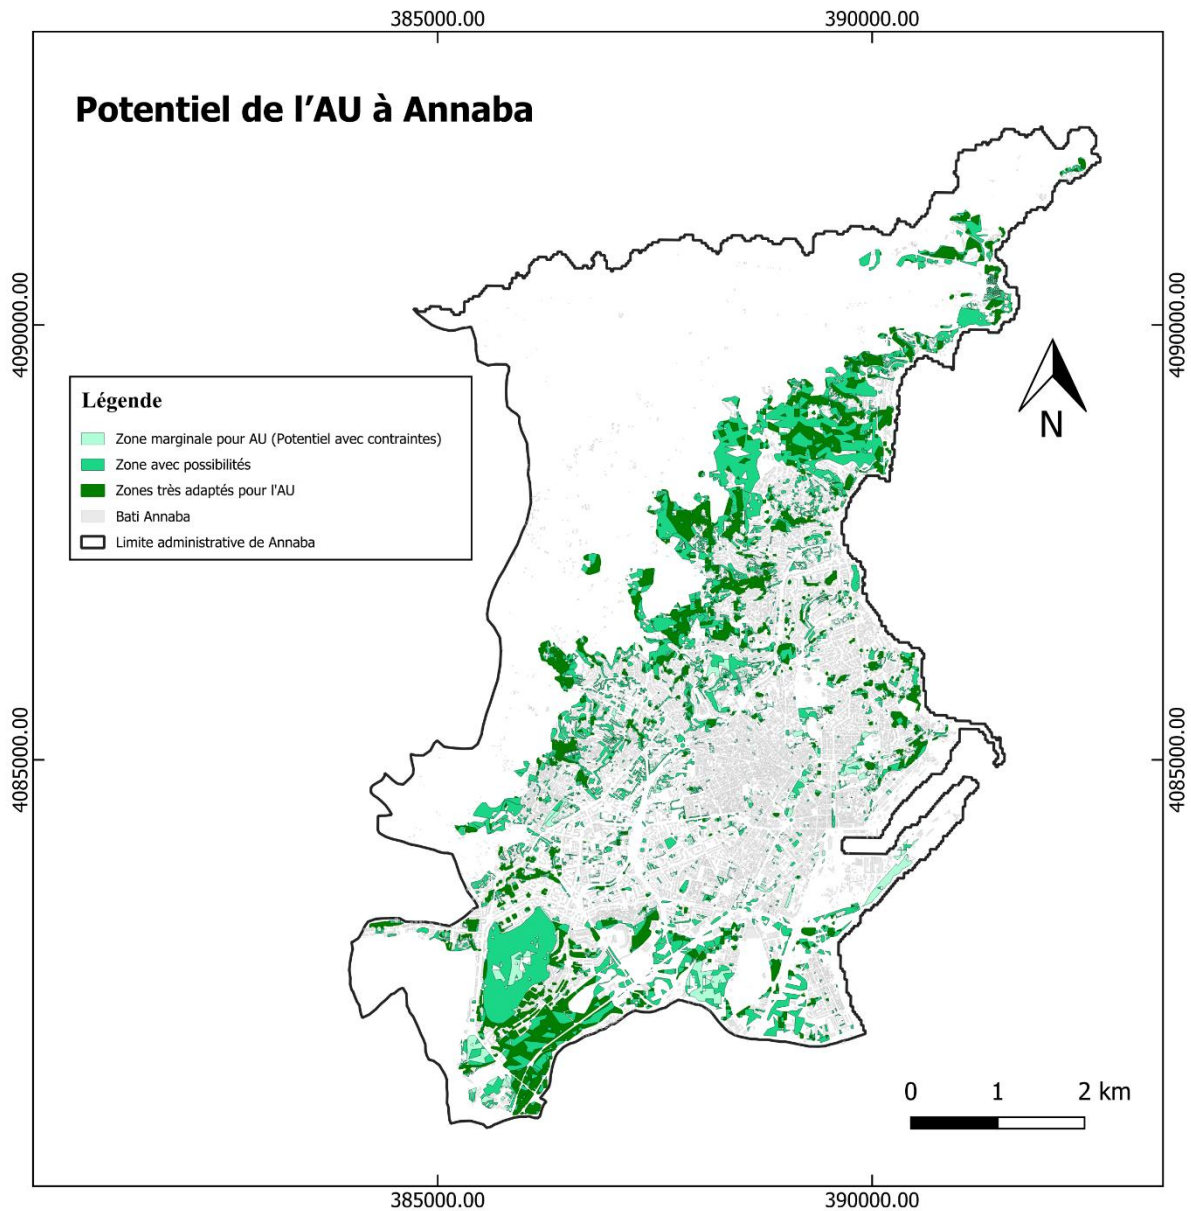 385000.00
390000.00
Potentiel de l’AU à Annaba
4090000.00
4090000.00
N
Légende
Zone marginale pour AU (Potentiel avec contraintes)
Zone avec possibilités
Zones très adaptés pour l'AU
Bati Annaba
Limite administrative de Annaba
4085000.00
4085000.00
0 1 2 km
385000.00
390000.00